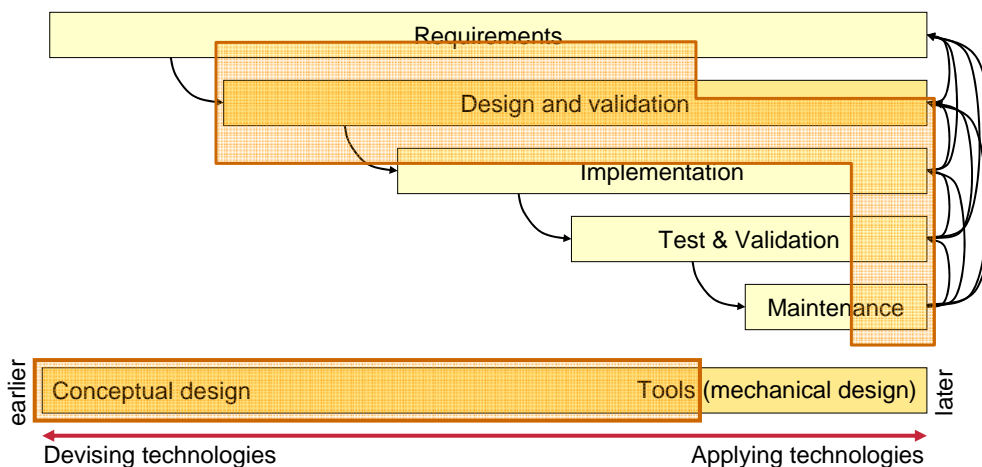 Requirements
Design and validation
Implementation
Test & Validation
Maintenance
earlier
Conceptual design
Tools (mechanical design)
later
Devising technologies
Applying technologies